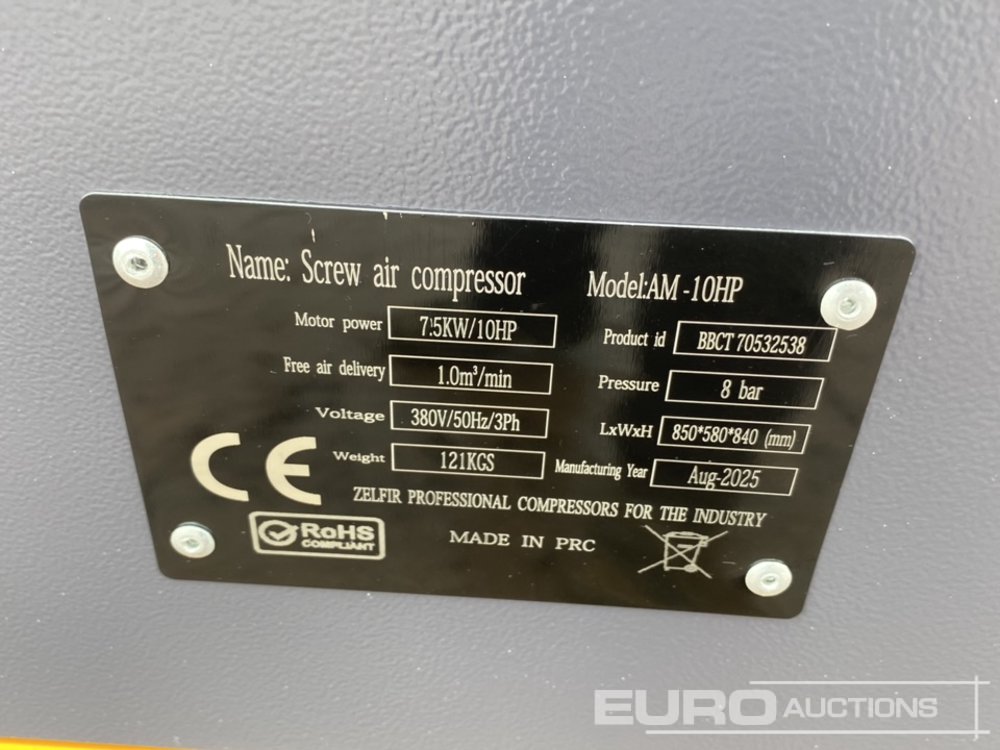 Name: Screw air compressor
Model:AM -10HP
Motor power 7.5KW/10HP
Product id BBCT 70532538
Free air delivery 1.0m³/min
Pressure 8 bar
Voltage 380V/50Hz/3Ph
LxWxH 850*580*840 (mm)
Weight 121KGS
Manufacturing Year Aug-2025
CE
ZELFIR PROFESSIONAL COMPRESSORS FOR THE INDUSTRY
RoHS
COMPLIANT
MADE IN PRC
EURO AUCTIONS